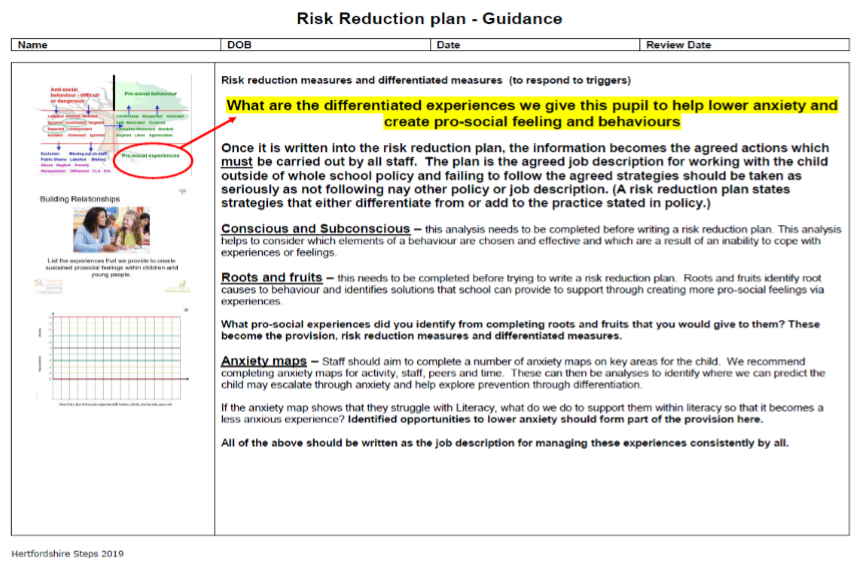 Risk Reduction plan - Guidance
Name DOB Date Review Date
Anti-social
behaviour - difficult
or dangerous
Pro-social behaviour
Pro-social experiences
*P
Building Relationships
List the experiences that we provide to create
sustained prosocial feelings within children and
young people.
Risk reduction measures and differentiated measures (to respond to triggers)
What are the differentiated experiences we give this pupil to help lower anxiety and
create pro-social feeling and behaviours
Once it is written into the risk reduction plan, the information becomes the agreed actions which
must be carried out by all staff. The plan is the agreed job description for working with the child
outside of whole school policy and failing to follow the agreed strategies should be taken as
seriously as not following nay other policy or job description. (A risk reduction plan states
strategies that either differentiate from or add to the practice stated in policy.)
Conscious and Subconscious – this analysis needs to be completed before writing a risk reduction plan. This analysis
helps to consider which elements of a behaviour are chosen and effective and which are a result of an inability to cope with
experiences or feelings.
Roots and fruits – this needs to be completed before trying to write a risk reduction plan. Roots and fruits identify root
causes to behaviour and identifies solutions that school can provide to support through creating more pro-social feelings via
experiences.
What pro-social experiences did you identify from completing roots and fruits that you would give to them? These
become the provision, risk reduction measures and differentiated measures.
Anxiety maps – Staff should aim to complete a number of anxiety maps on key areas for the child. We recommend
completing anxiety maps for activity, staff, peers and time. These can then be analyses to identify where we can predict the
child may escalate through anxiety and help explore prevention through differentiation.
If the anxiety map shows that they struggle with Literacy, what do we do to support them within literacy so that it becomes a
less anxious experience? Identified opportunities to lower anxiety should form part of the provision here.
All of the above should be written as the job description for managing these experiences consistently by all.
Hertfordshire Steps 2019